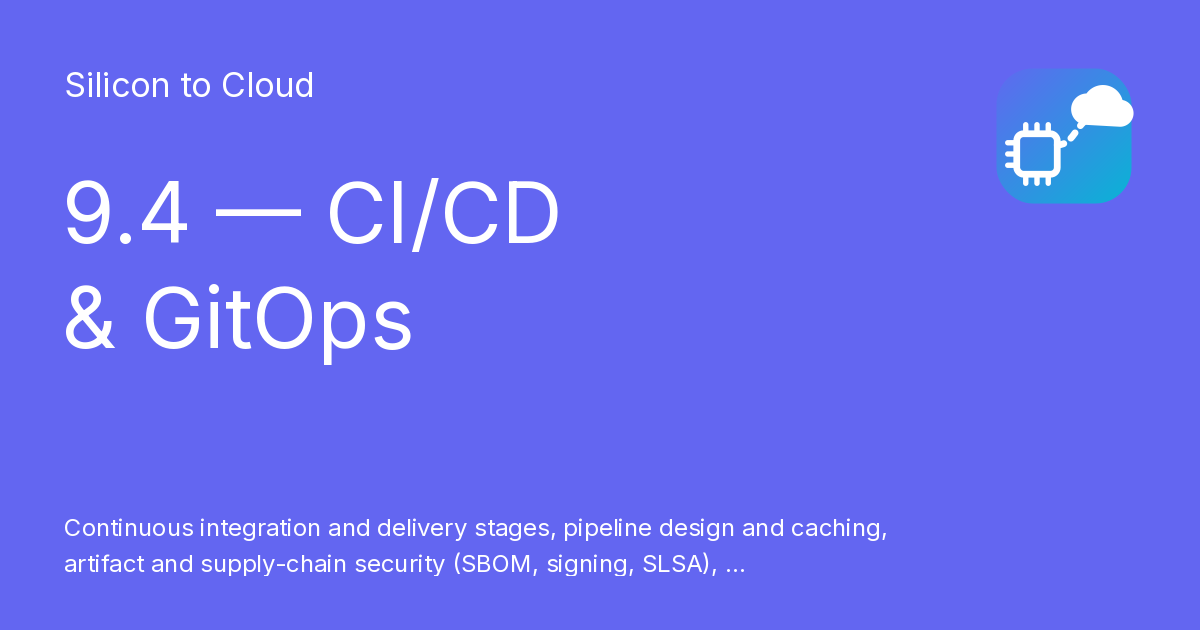 Silicon to Cloud
9.4 — CI/CD
& GitOps
Continuous integration and delivery stages, pipeline design and caching,
artifact and supply-chain security (SBOM, signing, SLSA), ...